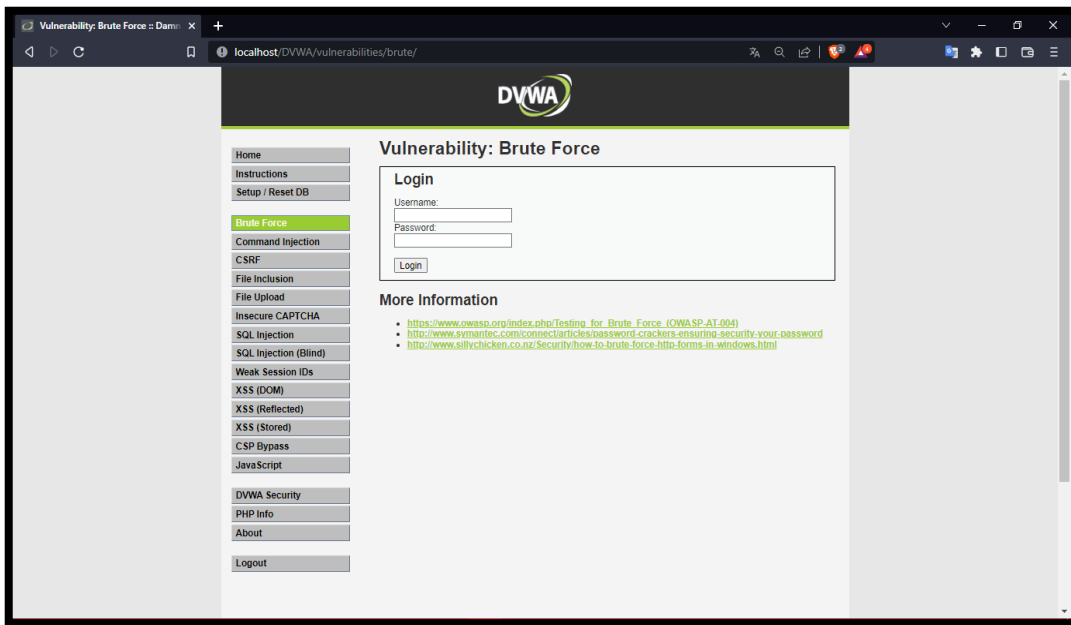 Vulnerability: Brute Force :: Damn
localhost/DVWA/vulnerabilities/brute/
DVWA
Home
Instructions
Setup / Reset DB
Brute Force
Command Injection
CSRF
File Inclusion
File Upload
Insecure CAPTCHA
SQL Injection
SQL Injection (Blind)
Weak Session IDs
XSS (DOM)
XSS (Reflected)
XSS (Stored)
CSP Bypass
JavaScript
DVWA Security
PHP Info
About
Logout
Vulnerability: Brute Force
Login
Username:
Password:
Login
More Information
https://www.owasp.org/index.php/Testing_for_Brute_Force_(OWASP-AT-004)
http://www.symantec.com/connect/articles/password-crackers-ensuring-security-your-password
http://www.sillychicken.co.nz/Security/how-to-brute-force-http-forms-in-windows.html